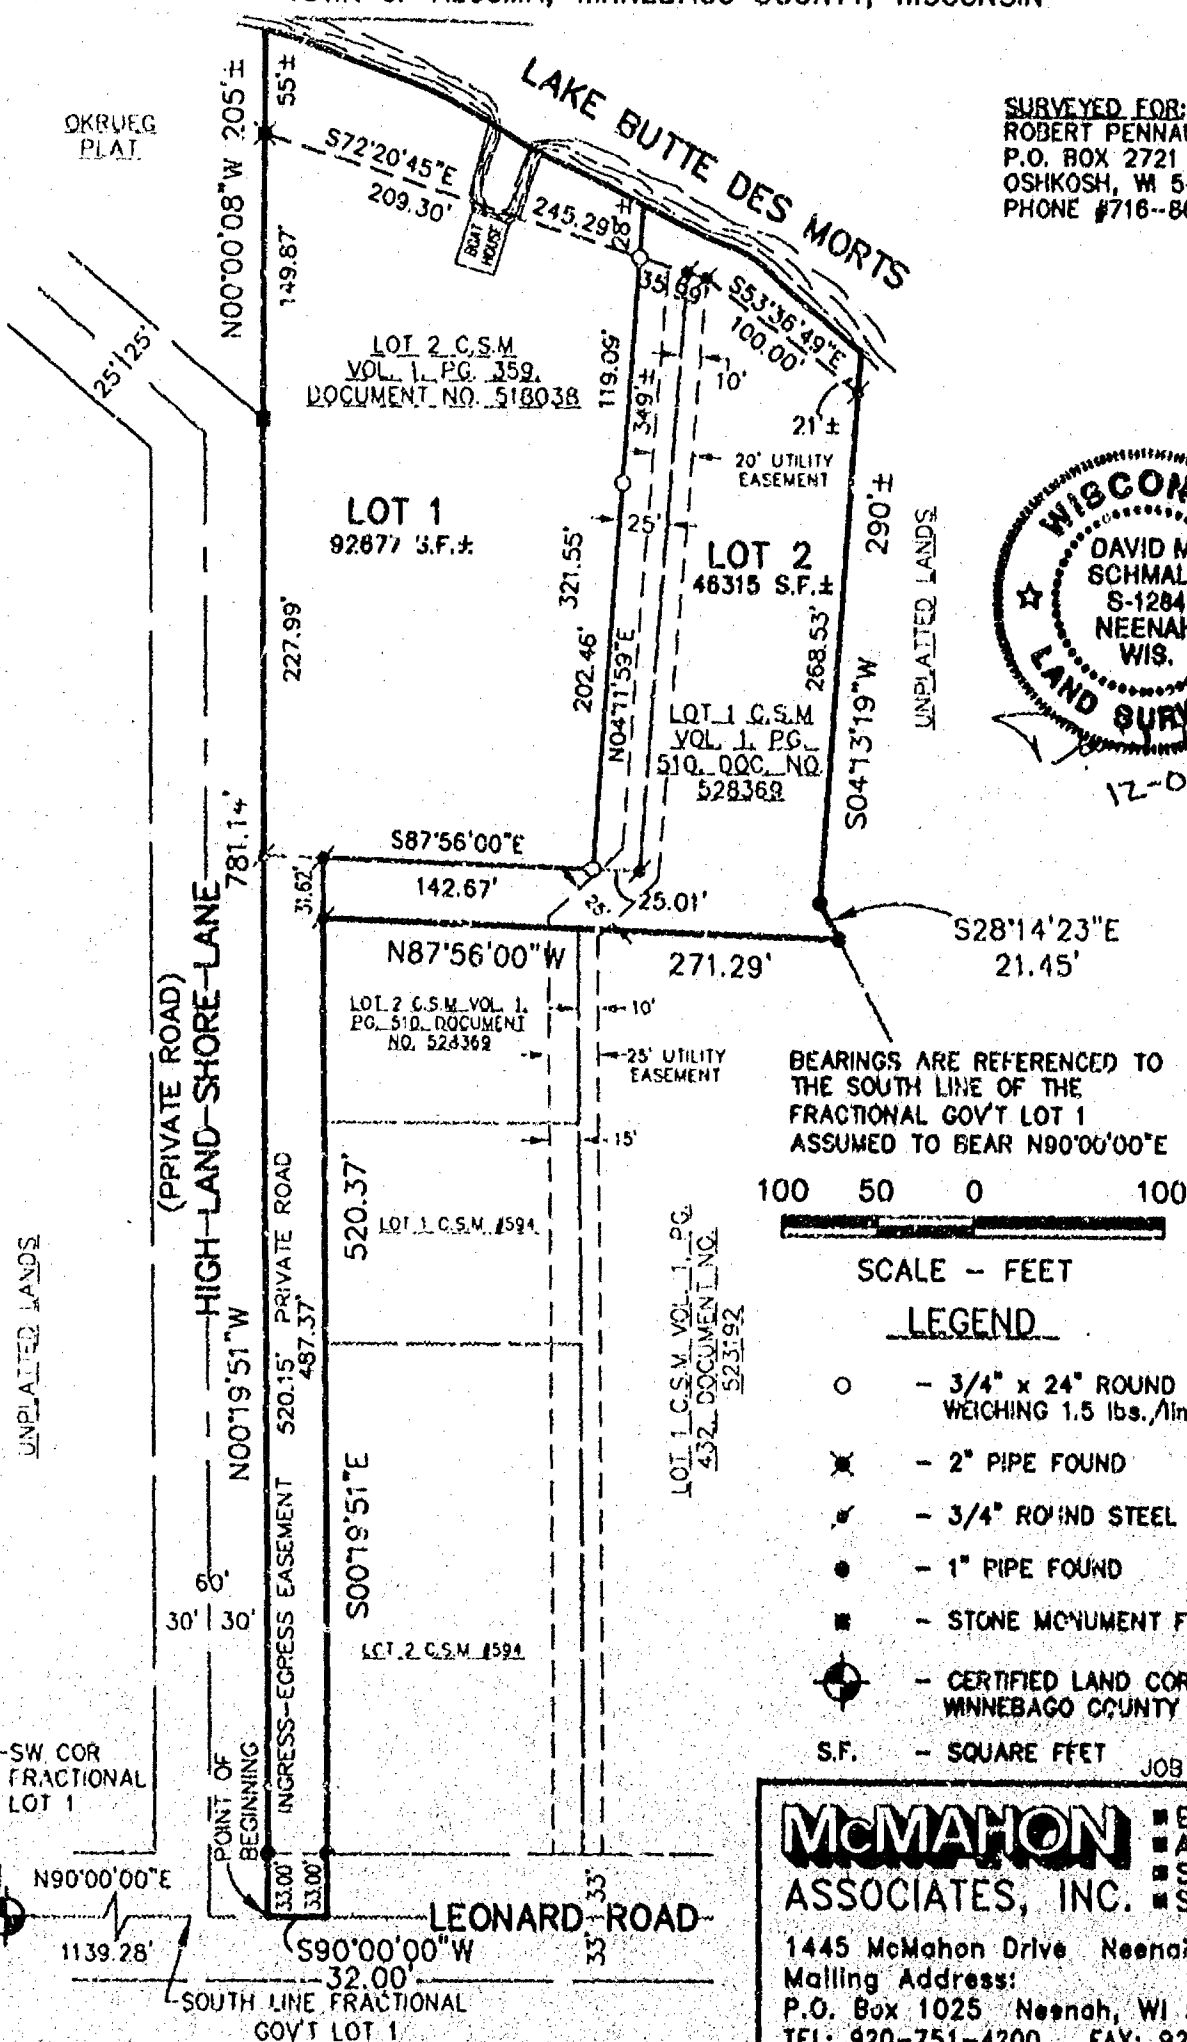 LAKE BUTTE DES MORTS
SURVEYED FOR:
P.O. BOX 2721
OSHKOSH, WI
OKRUEG
PLAT
N00°00'08"W 205'±
55'±
149.87'
S72°20'45"E
209.30'
245.29'
28'±
BOAT
HOUSE
35.99'
S53°36'49"E
100.00'
10'
21'±
25' 25'
LOT 2 C.S.M
VOL. 1, PG. 359,
DOCUMENT NO. 518038
119.09'
349'±
20' UTILITY
EASEMENT
LOT 1
92677 S.F.±
25'
LOT 2
46315 S.F.±
290'±
UNPLATTED LANDS
DAVID M
S-1284
NEENAH
WIS.
LAND
12-0
227.99'
321.55'
202.46'
N04°11'59"E
268.53'
S04°13'19"W
LOT 1 C.S.M
VOL. 1, PG.
510, DOC. NO.
528369
781.14'
S87°56'00"E
142.67'
31.62'
25'
25.01'
N87°56'00"W
271.29'
S28°14'23"E
21.45'
(PRIVATE ROAD)
HIGH-LAND-SHORE-LANE
LOT 2 C.S.M VOL. 1,
PG. 510, DOCUMENT
10'
25' UTILITY
EASEMENT
15'
BEARINGS ARE REFERENCED TO
THE SOUTH LINE OF THE
FRACTIONAL GOV'T LOT 1
ASSUMED TO BEAR N90°00'00"E
100 50 0 100
SCALE - FEET
UNPLATTED LANDS
N00°19'51"W
INGRESS-EGRESS EASEMENT 520.15' PRIVATE ROAD
487.37'
520.37'
S00°19'51"E
LOT 1 C.S.M #594
LOT 1 C.S.M VOL. 1, PG.
432, DOCUMENT NO.
523192
LEGEND
- 3/4" x 24" ROUND
WEIGHING 1.5 lbs./lin
- 2" PIPE FOUND
- 3/4" ROUND STEEL
- 1" PIPE FOUND
- STONE MONUMENT F
- CERTIFIED LAND COR
WINNEBAGO COUNTY
S.F. - SQUARE FEET
JOB
60'
30' 30'
LOT 2 C.S.M #594
SW COR
FRACTIONAL
LOT 1
POINT OF
BEGINNING
N90°00'00"E
1139.28'
33.00'
33.00'
33'
33'
LEONARD ROAD
S90°00'00"W
32.00'
SOUTH LINE FRACTIONAL
GOV'T LOT 1
McMAHON
ASSOCIATES, INC.
1445 McMahon Drive Neenah
Mailing Address:
P.O. Box 1025 Neenah, WI
TEL: 920-751-4200 FAX: